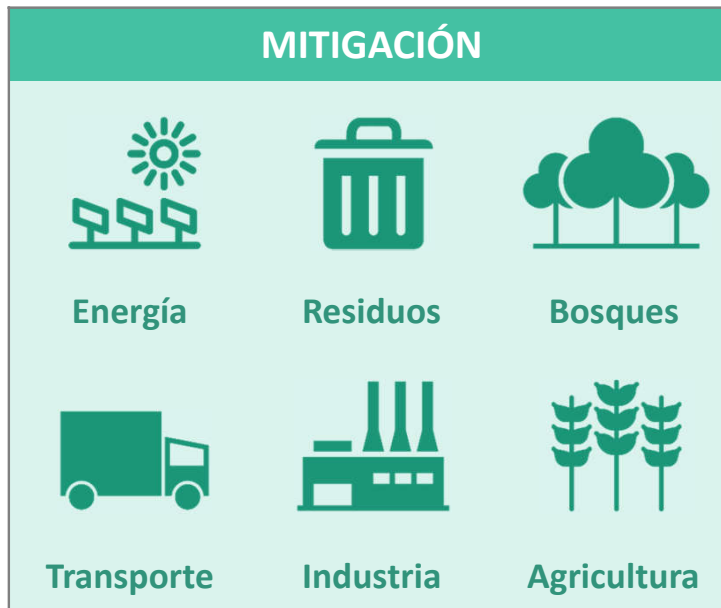 MITIGACIÓN
Energía Residuos Bosques
Transporte Industria Agricultura